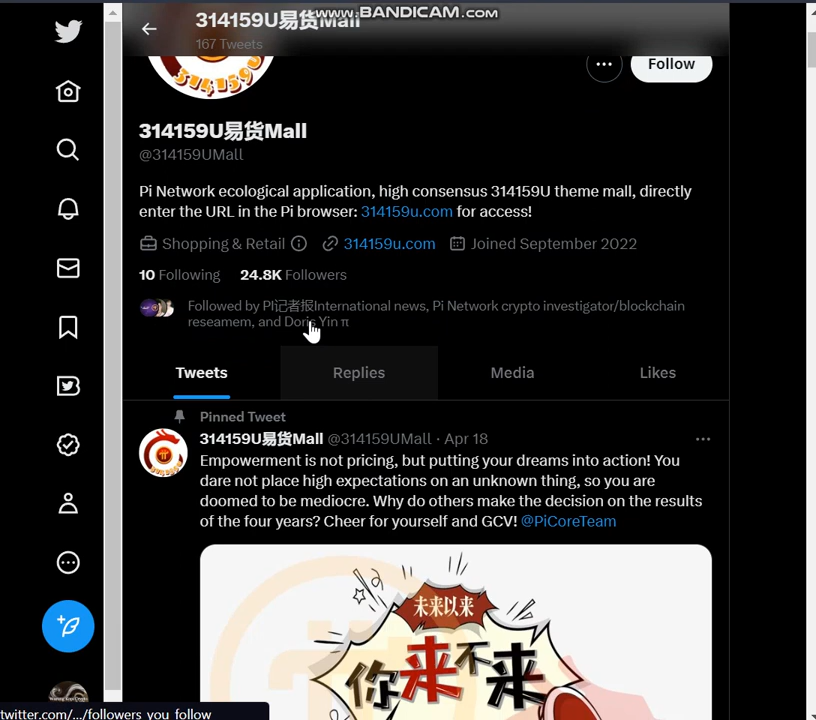 www.BANDICAM.com
314159U易货Mall
167 Tweets
314159U
Follow
314159U易货Mall
@314159UMall
Pi Network ecological application, high consensus 314159U theme mall, directly
enter the URL in the Pi browser: 314159u.com for access!
Shopping & Retail 314159u.com Joined September 2022
10 Following 24.8K Followers
Followed by PI记者报International news, Pi Network crypto investigator/blockchain
reseamem, and Doris Yin π
Tweets Replies Media Likes
Pinned Tweet
314159U易货Mall @314159UMall · Apr 18
Empowerment is not pricing, but putting your dreams into action! You
dare not place high expectations on an unknown thing, so you are
doomed to be mediocre. Why do others make the decision on the results
of the four years? Cheer for yourself and GCV! @PiCoreTeam
未来以来
你来不来
twitter.com/.../followers_you_follow